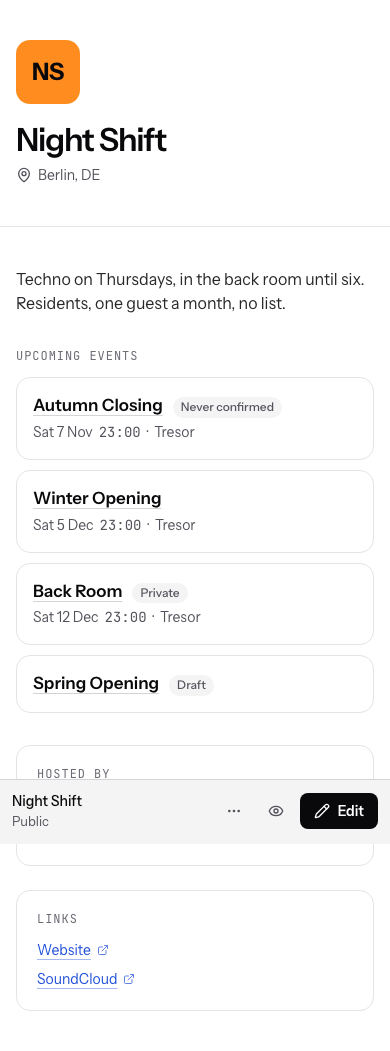 NS
Night Shift
Berlin, DE
Techno on Thursdays, in the back room until six.
Residents, one guest a month, no list.
UPCOMING EVENTS
Autumn Closing Never confirmed
Sat 7 Nov 23:00 · Tresor
Winter Opening
Sat 5 Dec 23:00 · Tresor
Back Room Private
Sat 12 Dec 23:00 · Tresor
Spring Opening Draft
HOSTED BY
Night Shift
Public
Edit
LINKS
Website
SoundCloud